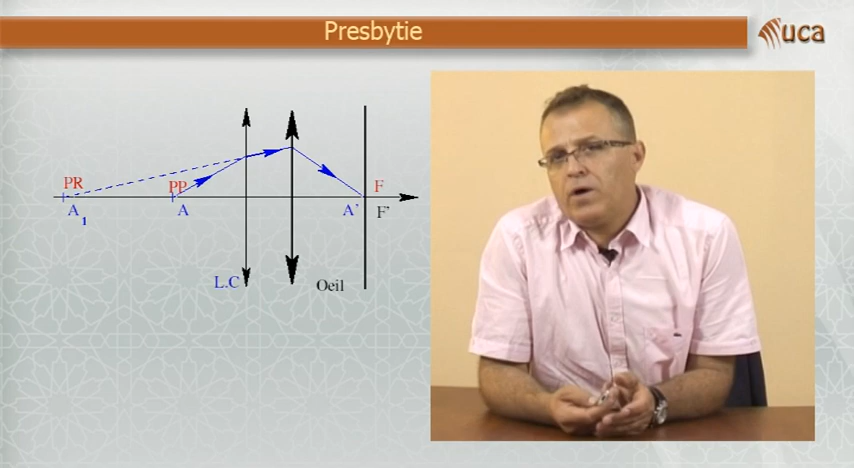 Presbytie
uca
PR
PP
F
A1
A
A'
F'
L.C
Oeil